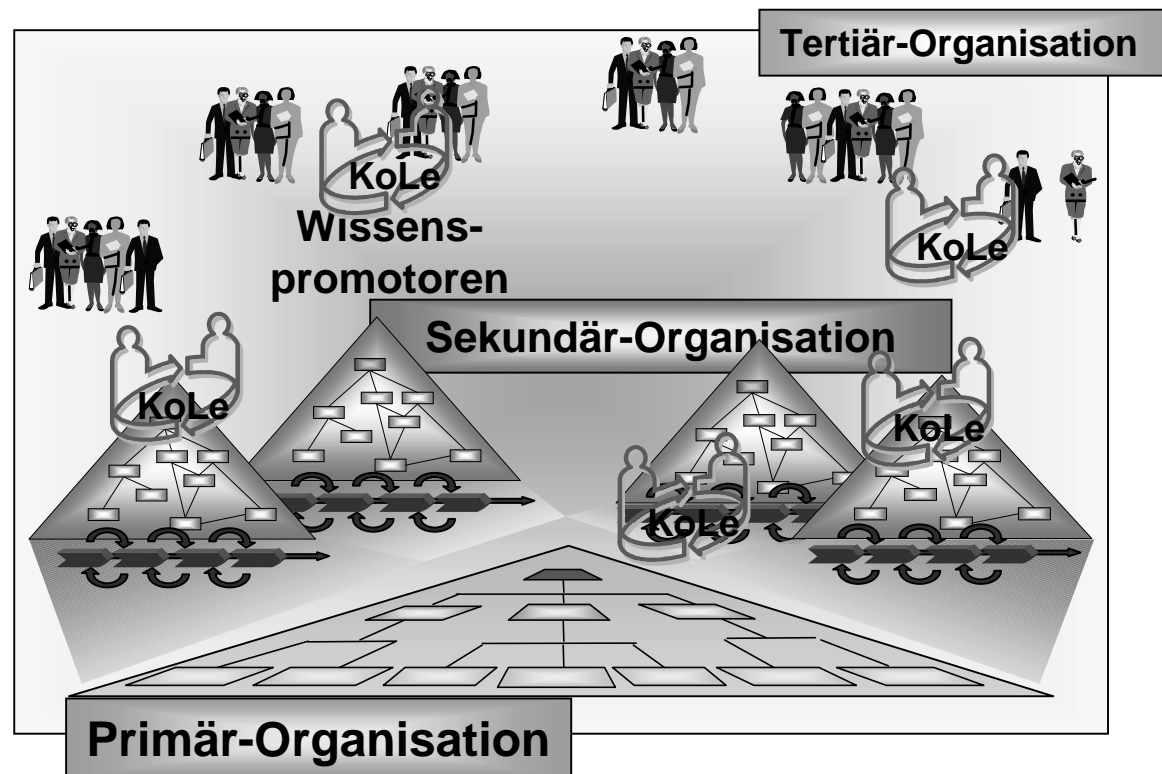 Tertiär-Organisation
KoLe
Wissens-
promotoren
KoLe
Sekundär-Organisation
KoLe
KoLe
KoLe
Primär-Organisation